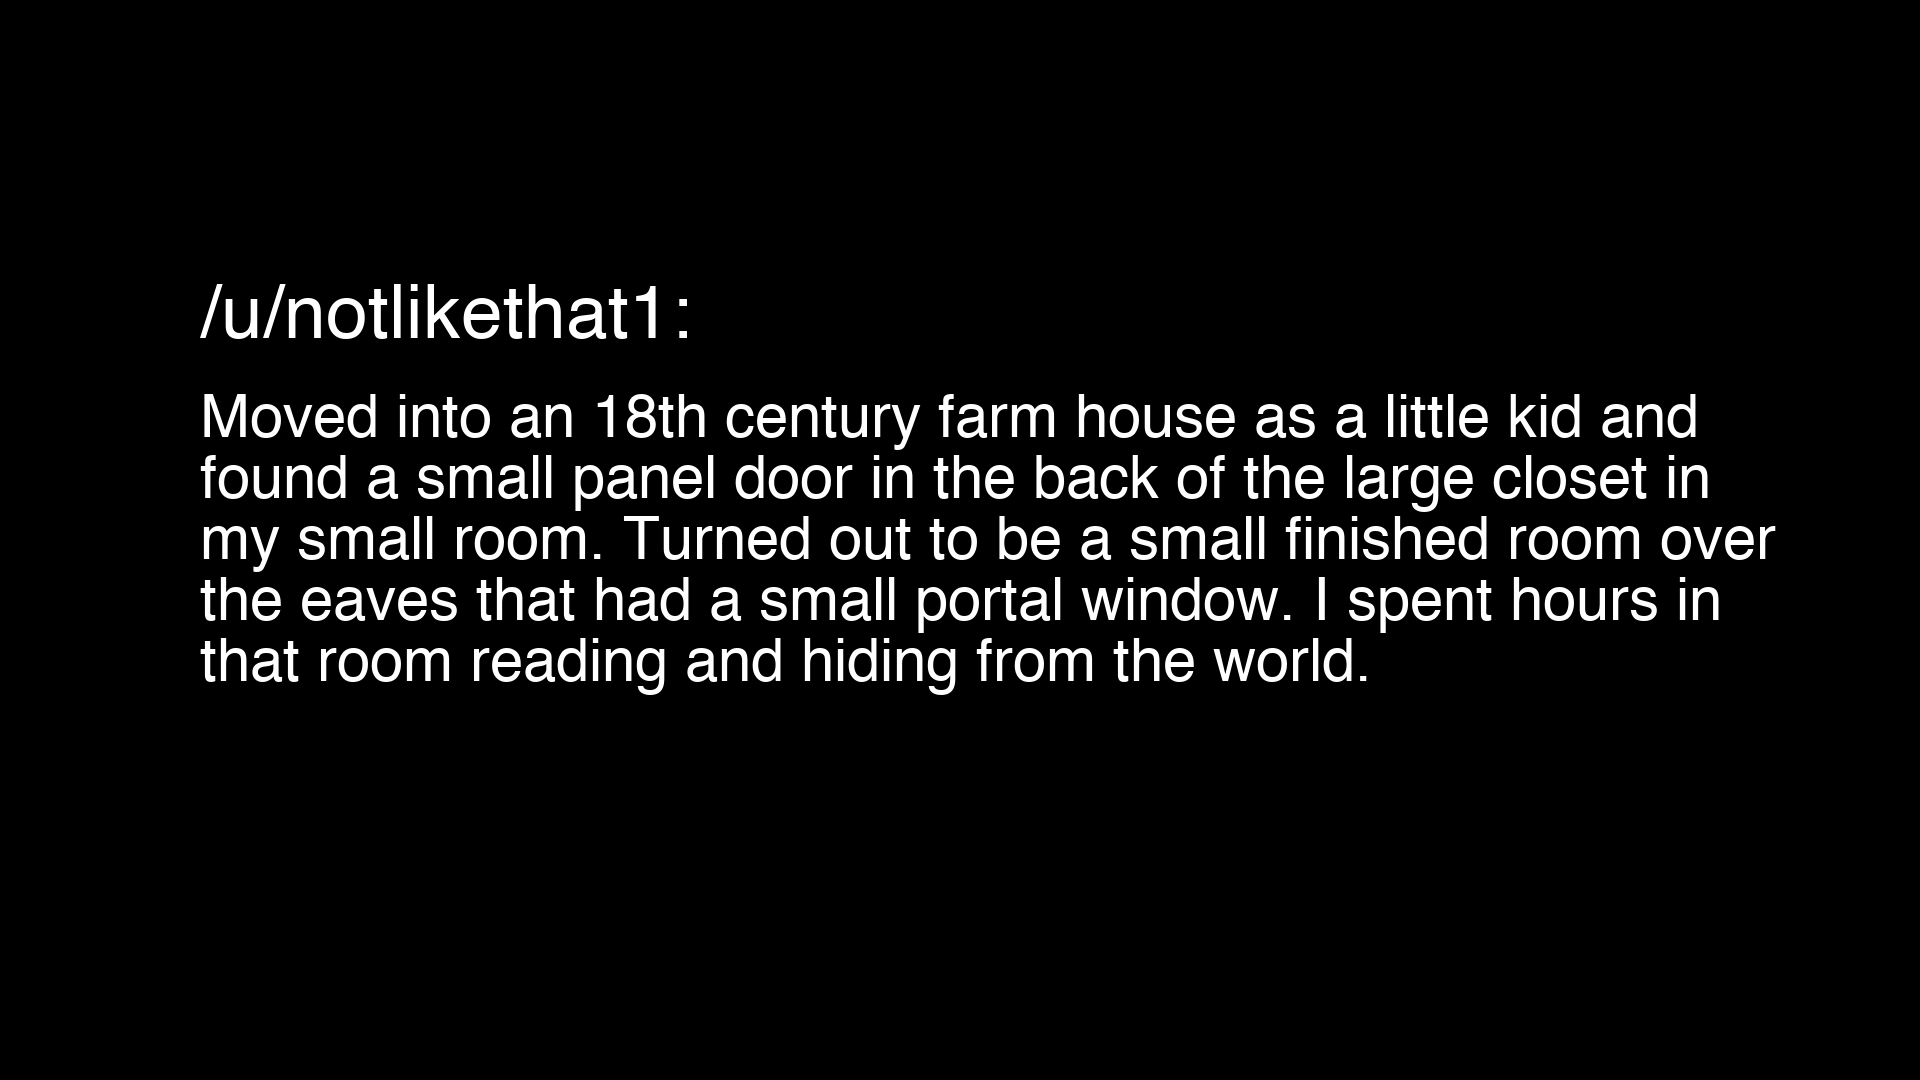 /u/notlikethat1:
Moved into an 18th century farm house as a little kid and
found a small panel door in the back of the large closet in
my small room. Turned out to be a small finished room over
the eaves that had a small portal window. I spent hours in
that room reading and hiding from the world.